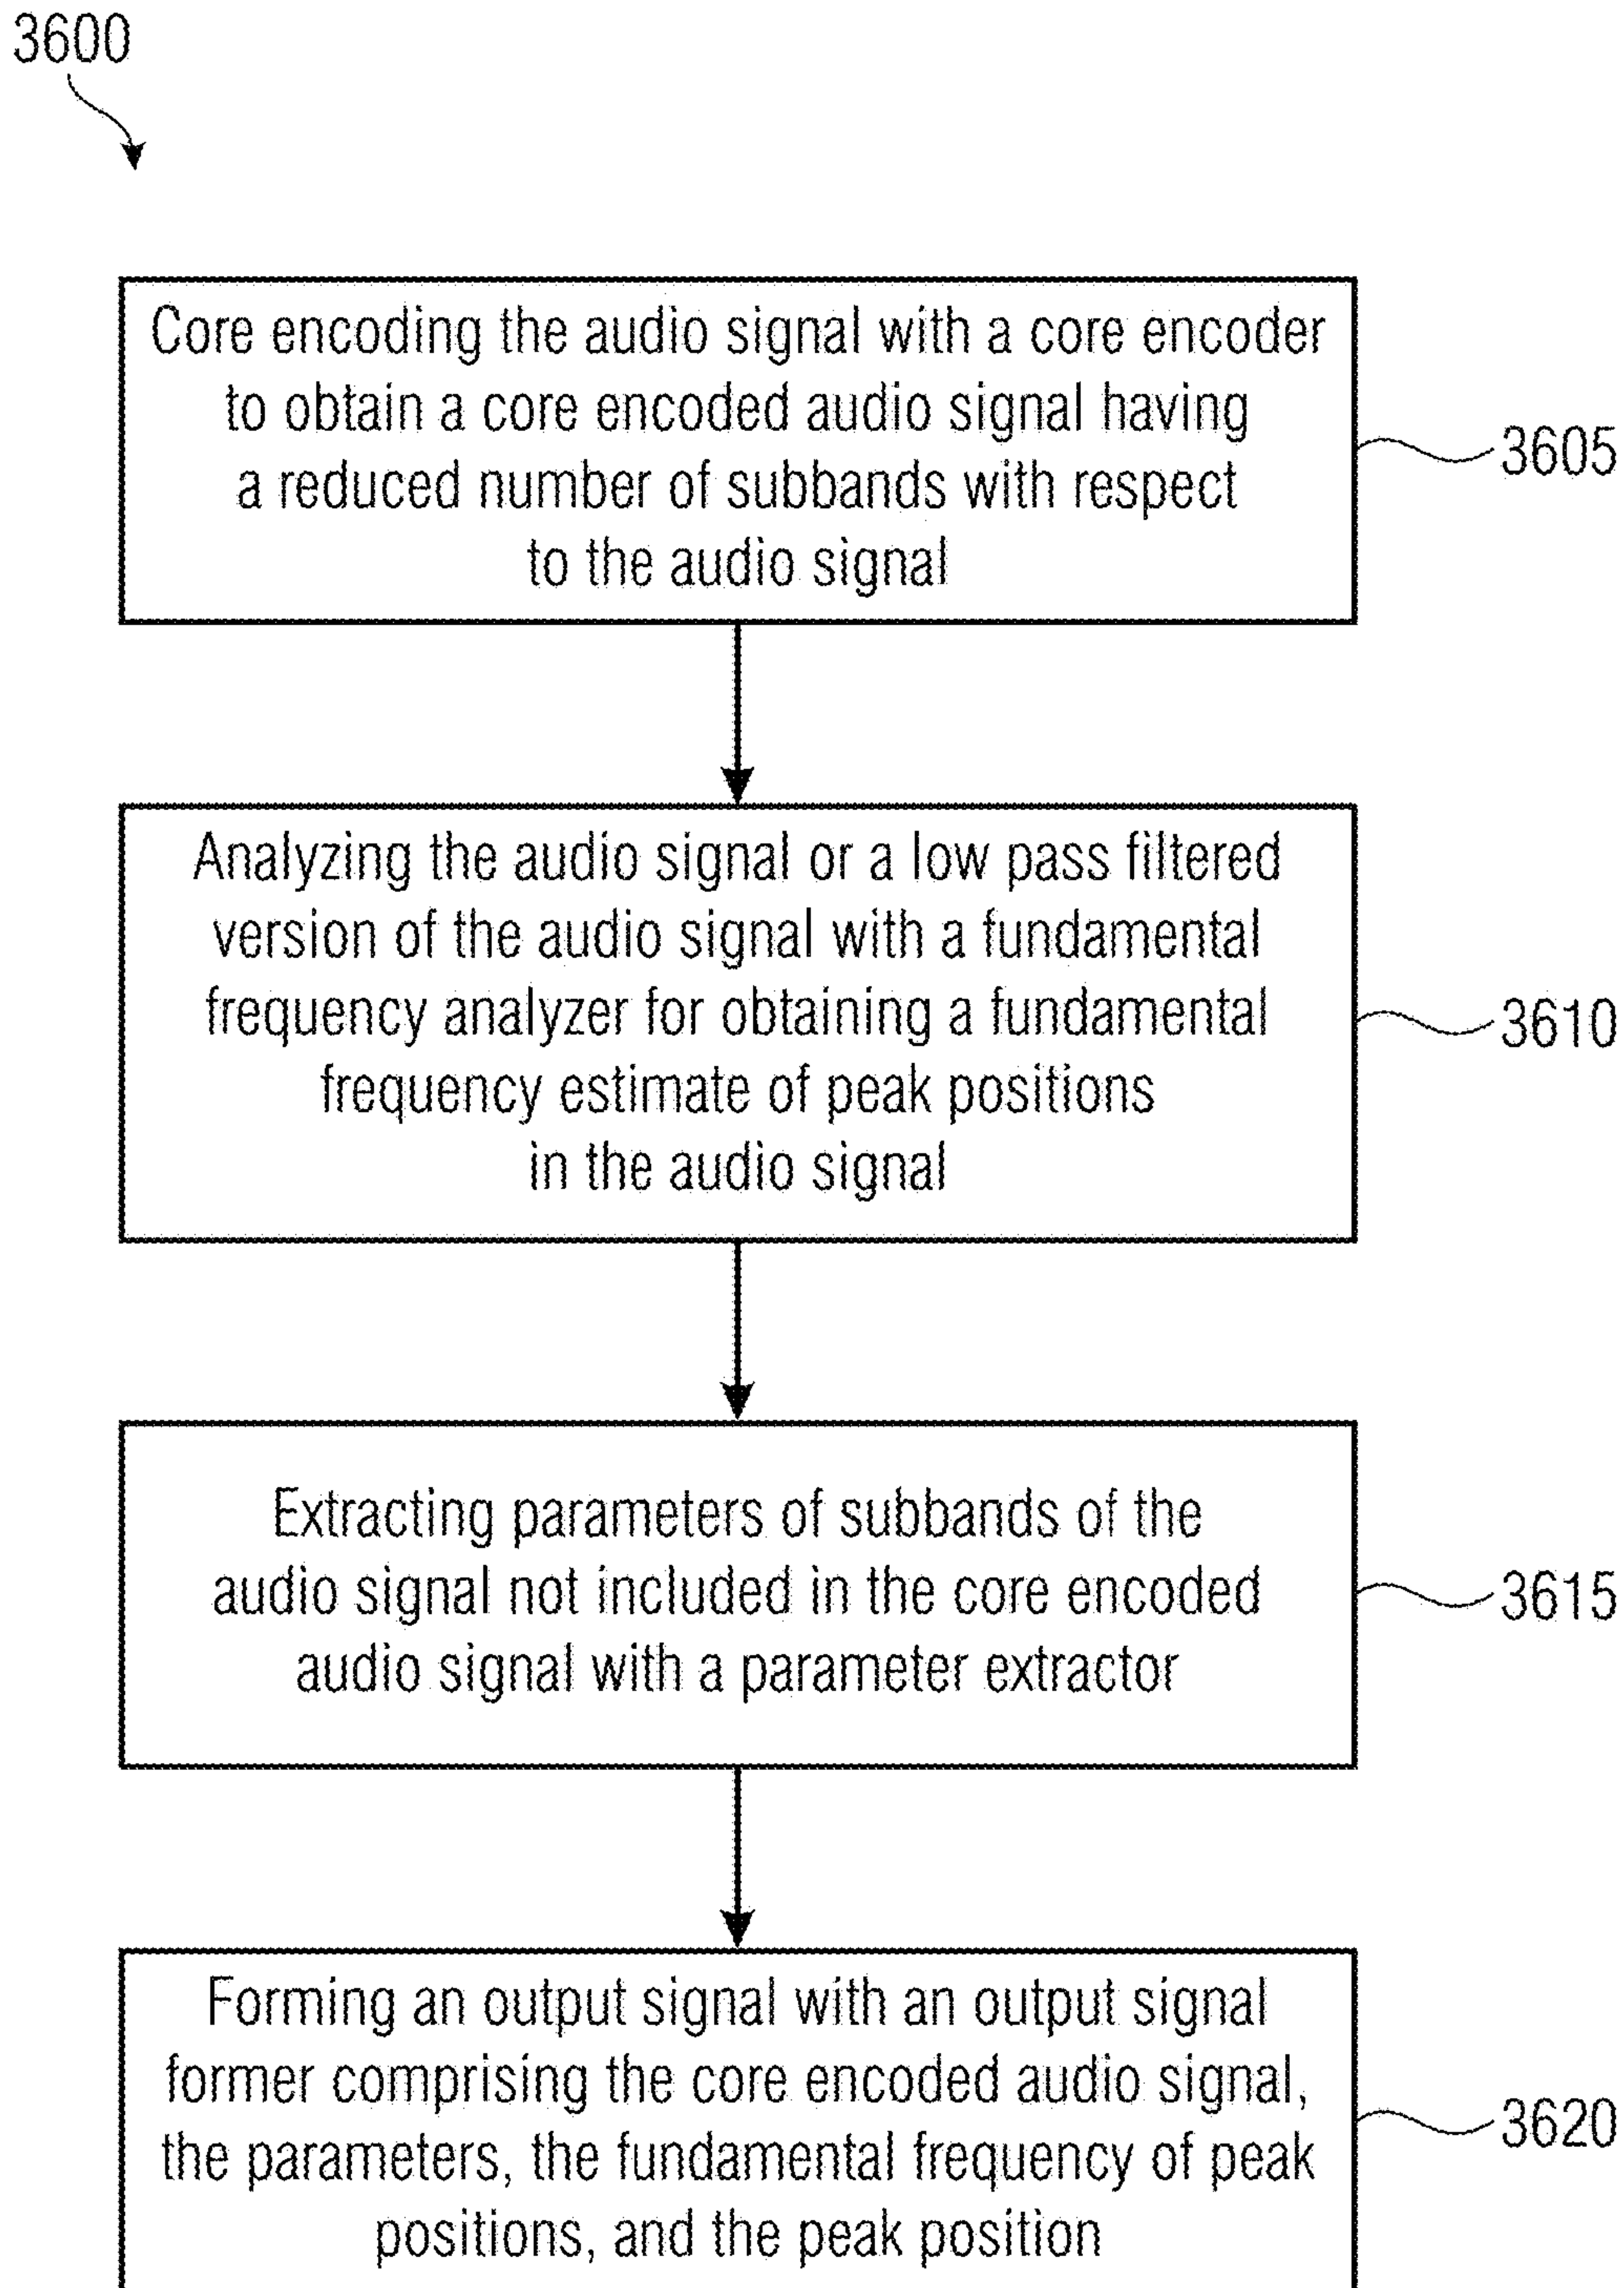 3600
Core encoding the audio signal with a core encoder
to obtain a core encoded audio signal having
a reduced number of subbands with respect
to the audio signal
3605
Analyzing the audio signal or a low pass filtered
version of the audio signal with a fundamental
frequency analyzer for obtaining a fundamental
frequency estimate of peak positions
in the audio signal
3610
Extracting parameters of subbands of the
audio signal not included in the core encoded
audio signal with a parameter extractor
3615
Forming an output signal with an output signal
former comprising the core encoded audio signal,
the parameters, the fundamental frequency of peak
positions, and the peak position
3620